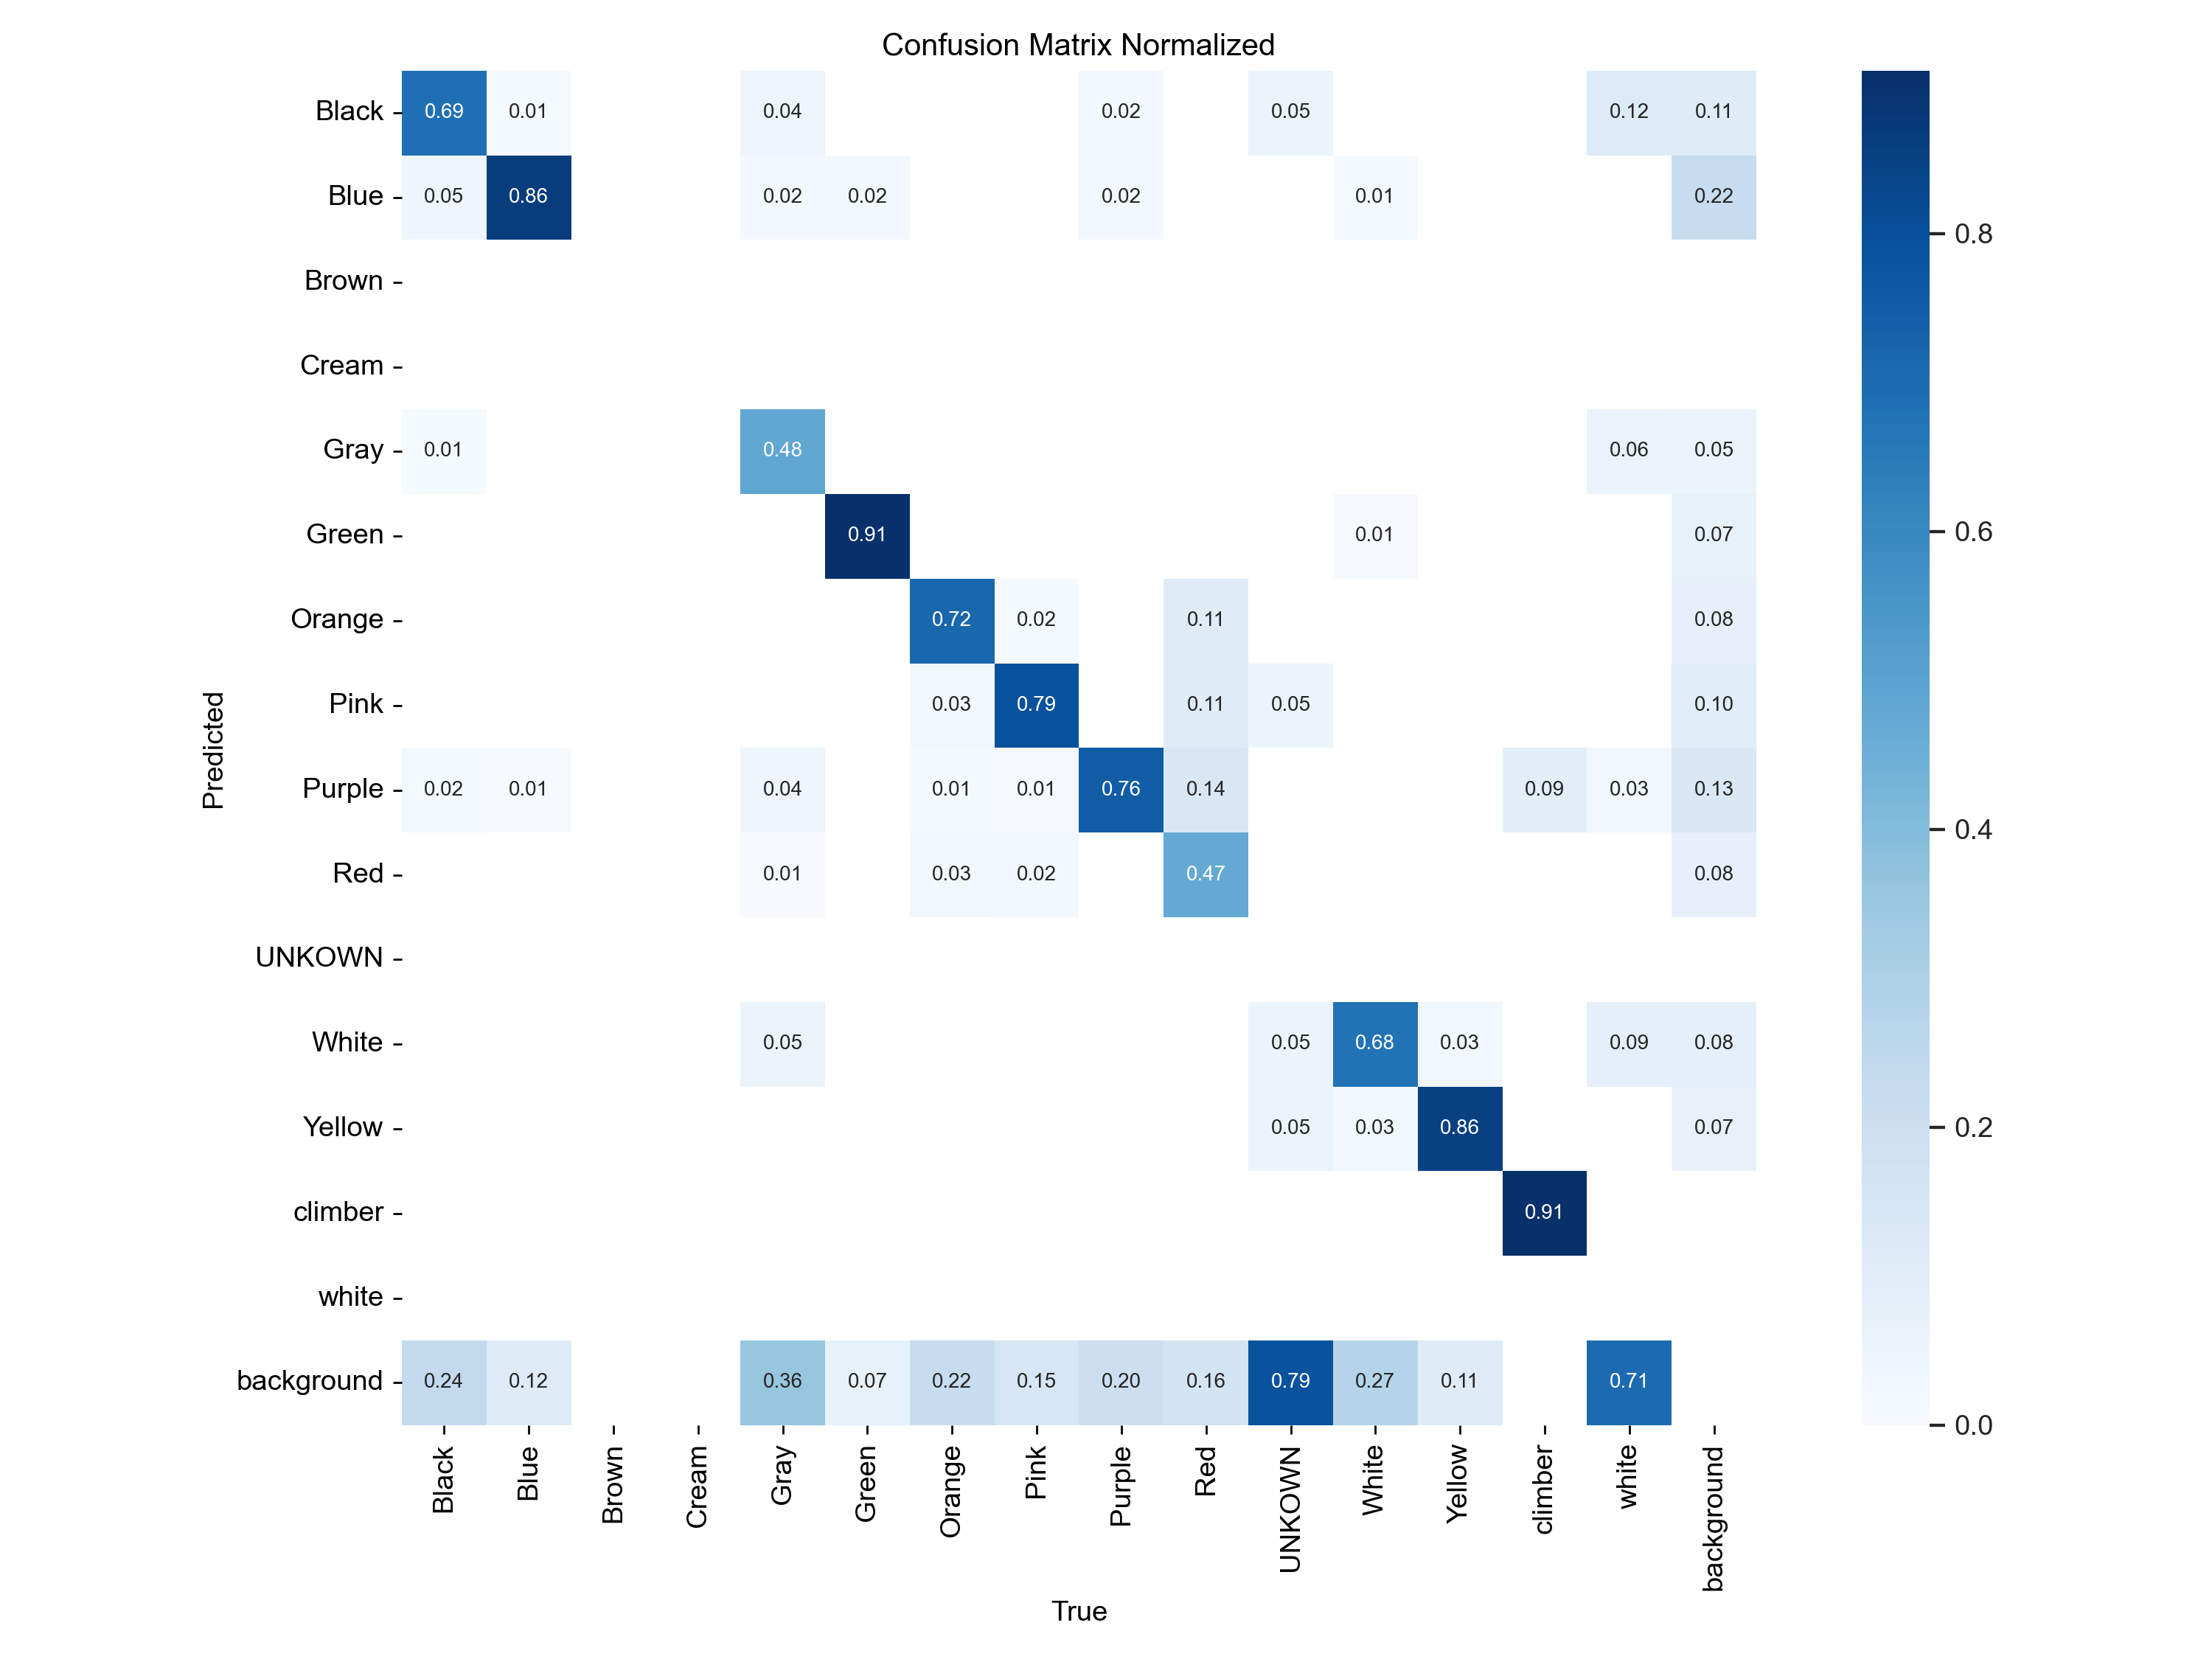 Confusion Matrix Normalized
Black 0.69 0.01 0.04 0.02 0.05 0.12 0.11
Blue 0.05 0.86 0.02 0.02 0.02 0.01 0.22
Brown
Cream
Gray 0.01 0.48 0.06 0.05
Green 0.91 0.01 0.07
Orange 0.72 0.02 0.11 0.08
Pink 0.03 0.79 0.11 0.05 0.10
Purple 0.02 0.01 0.04 0.01 0.01 0.76 0.14 0.09 0.03 0.13
Red 0.01 0.03 0.02 0.47 0.08
UNKOWN
White 0.05 0.05 0.68 0.03 0.09 0.08
Yellow 0.05 0.03 0.86 0.07
climber 0.91
white
background 0.24 0.12 0.36 0.07 0.22 0.15 0.20 0.16 0.79 0.27 0.11 0.71
Predicted
Black Blue Brown Cream Gray Green Orange Pink Purple Red UNKOWN White Yellow climber white background
True
0.8
0.6
0.4
0.2
0.0